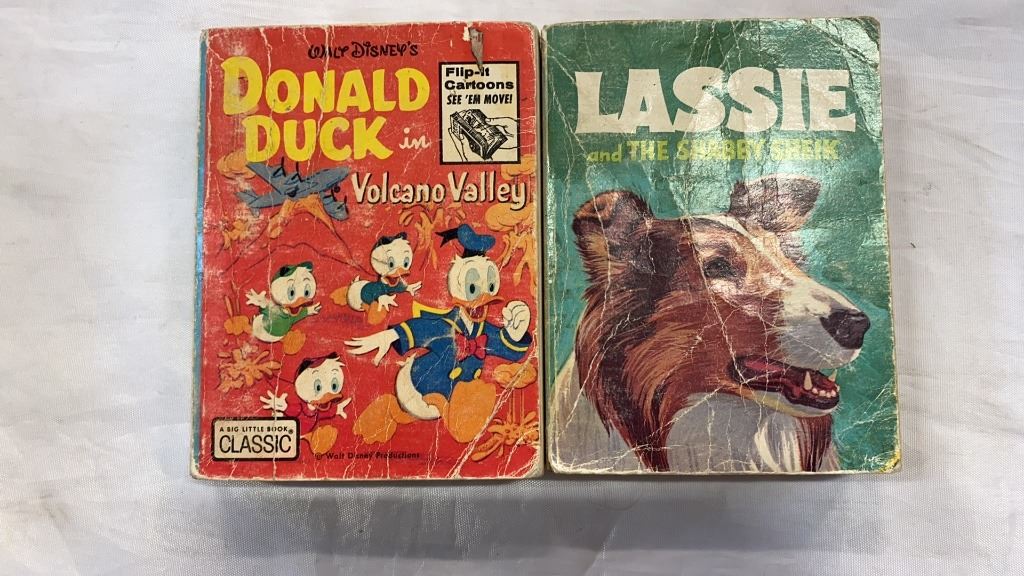 WALT DISNEY'S
DONALD
DUCK in
Volcano Valley
Flip-It
Cartoons
SEE 'EM MOVE!
A BIG LITTLE BOOK
CLASSIC®
© Walt Disney Productions
LASSIE
and THE SHABBY SHEIK